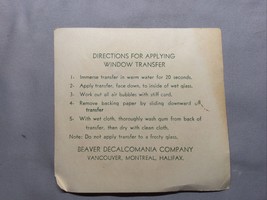 DIRECTIONS FOR APPLYING
WINDOW TRANSFER
1- Immerse transfer in warm water for 20 seconds.
2- Apply transfer, face down, to inside of wet glass.
3- Work out all air bubbles with stiff card.
4- Remove backing paper by sliding downward off
transfer.
5- With wet cloth, thoroughly wash gum from back of
transfer, then dry with clean cloth.
Note: Do not apply transfer to a frosty glass.
BEAVER DECALCOMANIA COMPANY
VANCOUVER, MONTREAL, HALIFAX.